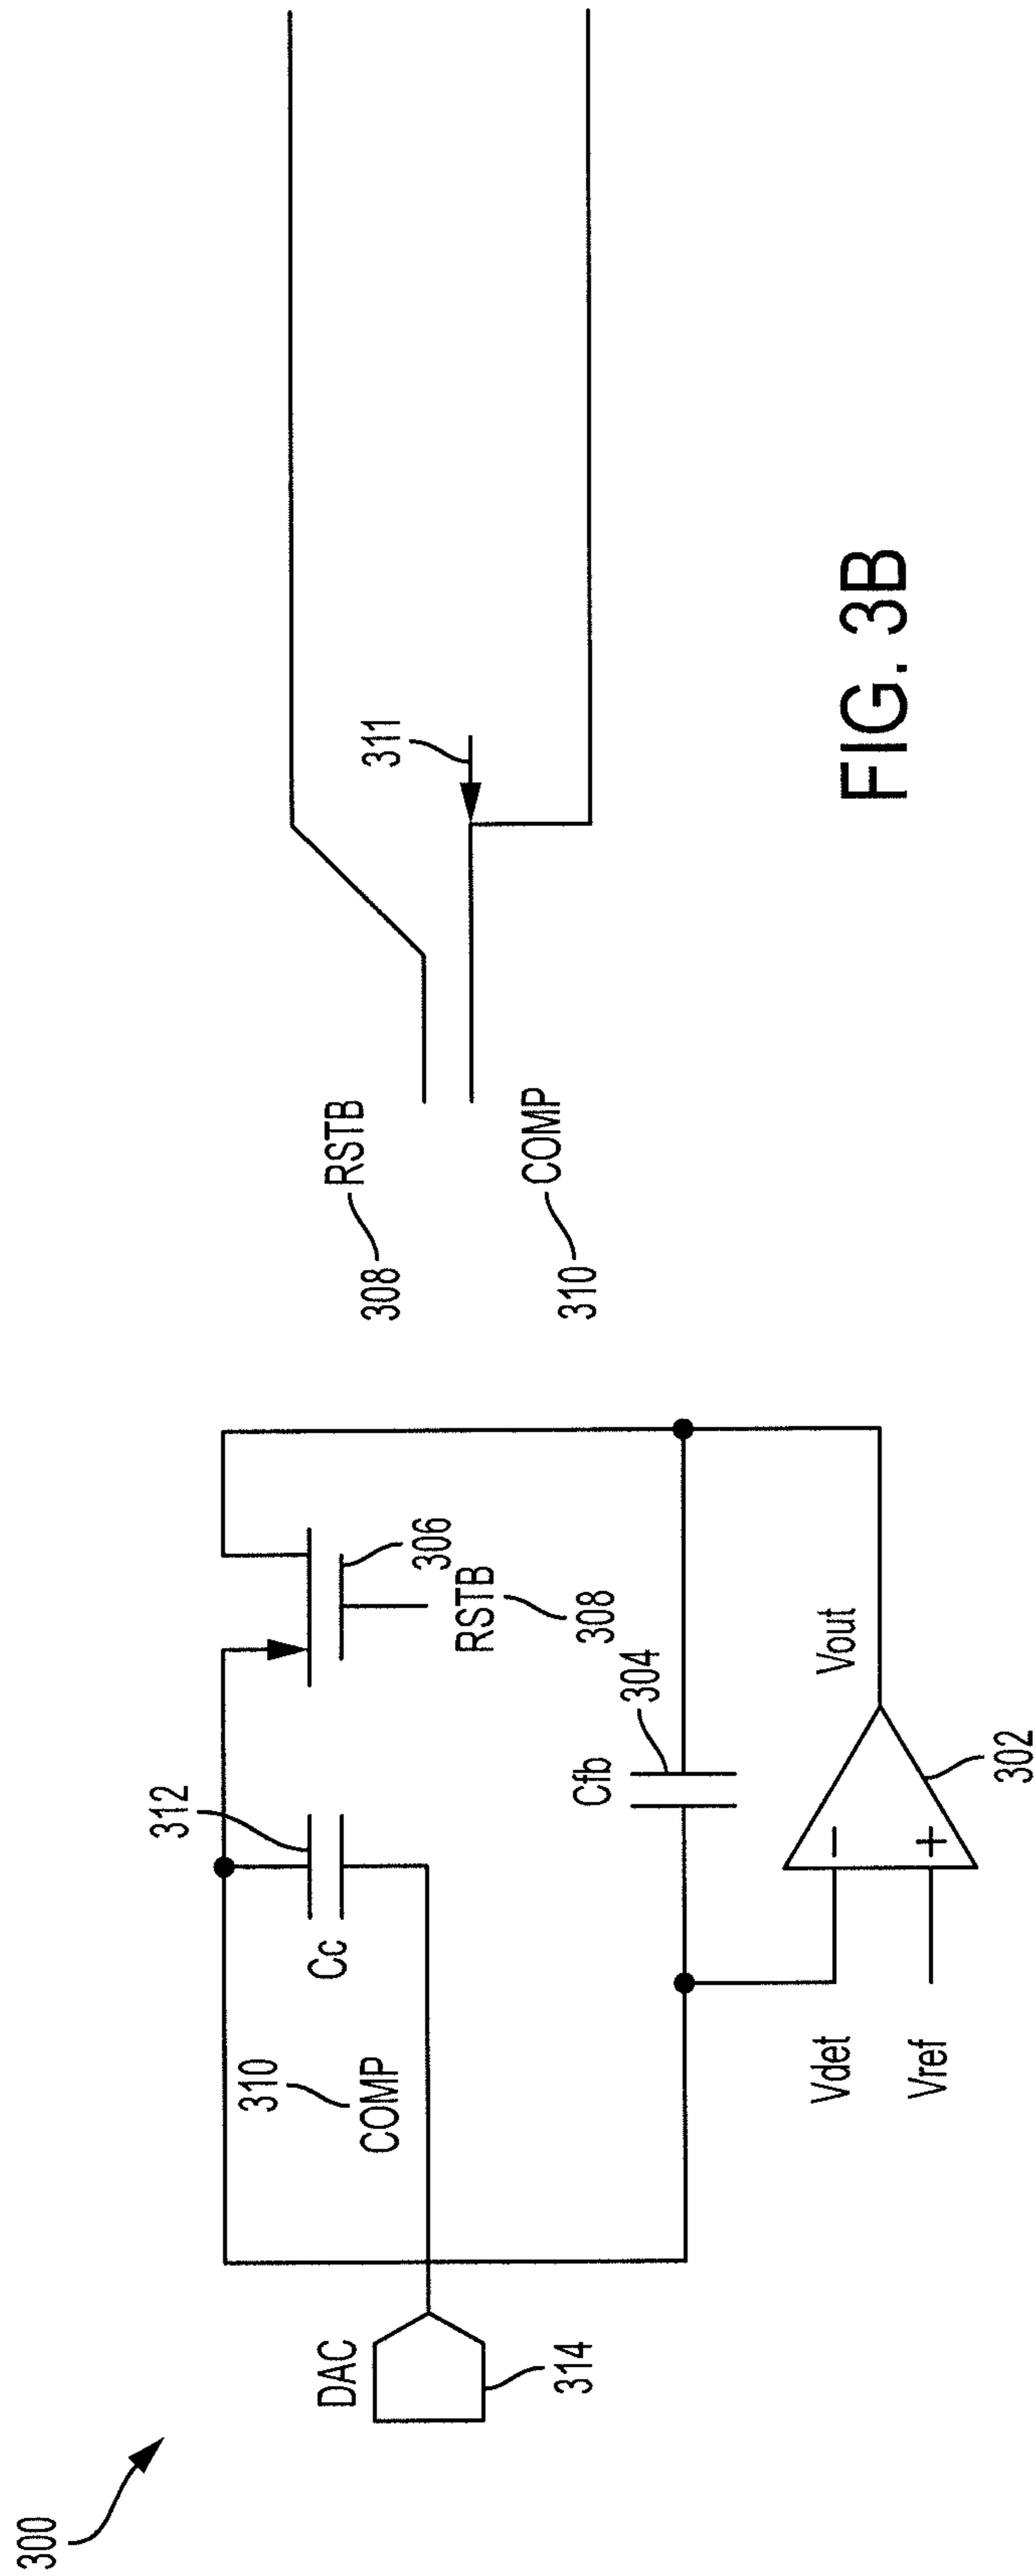 300
DAC
314
310
COMP
Cc
312
306
RSTB
308
Cfb
304
Vdet
Vref
−
+
Vout
302
308
RSTB
310
COMP
311
FIG. 3B